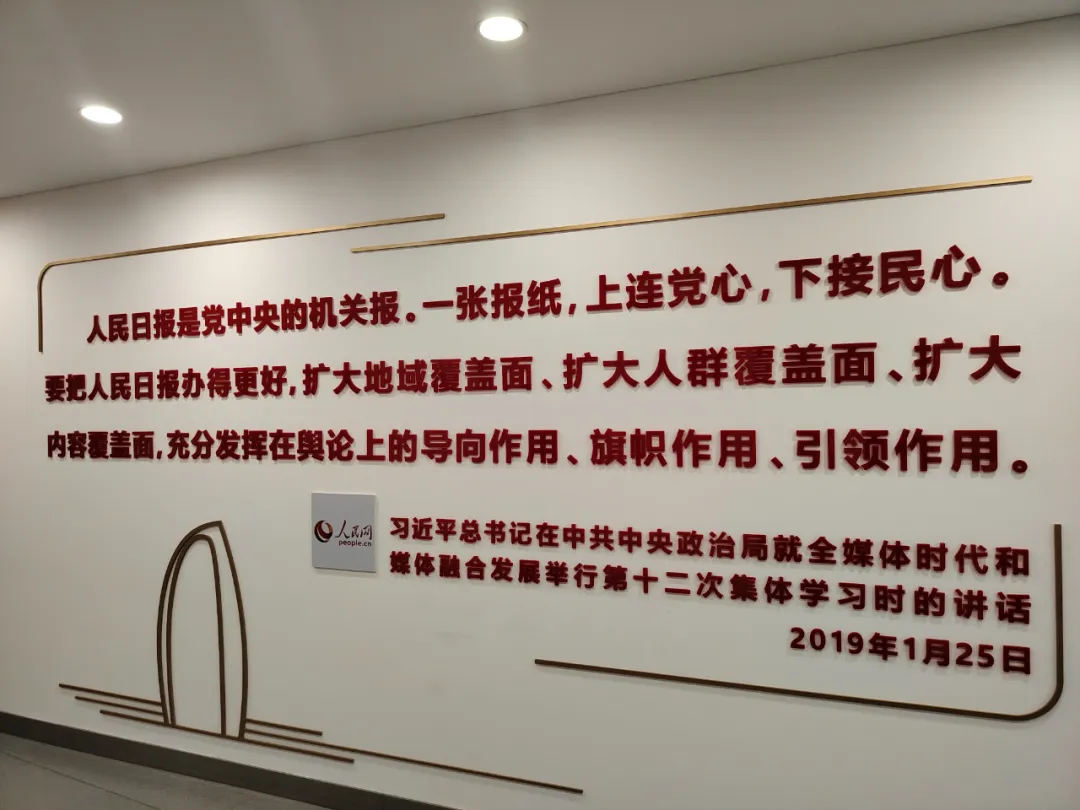 人民日报是党中央的机关报。一张报纸,上连党心,下接民心。
要把人民日报办得更好,扩大地域覆盖面、扩大人群覆盖面、扩大
内容覆盖面,充分发挥在舆论上的导向作用、旗帜作用、引领作用。
人民网
people.cn
习近平总书记在中共中央政治局就全媒体时代和
媒体融合发展举行第十二次集体学习时的讲话
2019年1月25日